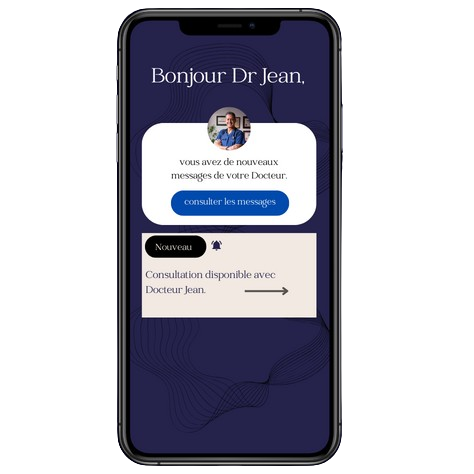 Bonjour Dr Jean,
vous avez de nouveaux
messages de votre Docteur.
consulter les messages
Nouveau
Consultation disponible avec
Docteur Jean.